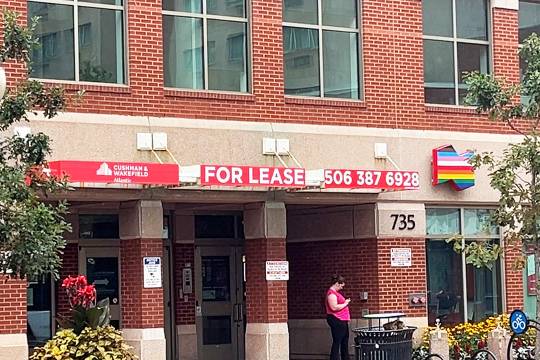 CUSHMAN &
WAKEFIELD
Atlantic
FOR LEASE
506 387 6928
735